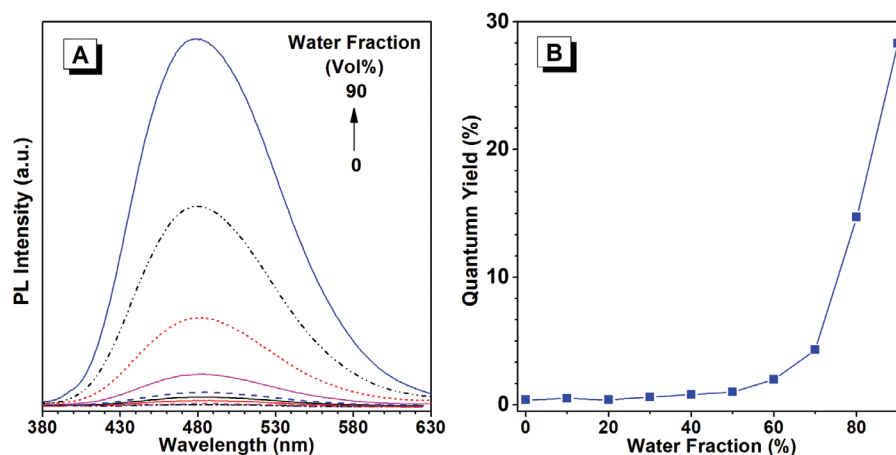 A
Water Fraction
(Vol%)
90
0
PL Intensity (a.u.)
380 430 480 530 580 630
Wavelength (nm)
B
30
20
10
0
Quantumn Yield (%)
0 20 40 60 80
Water Fraction (%)